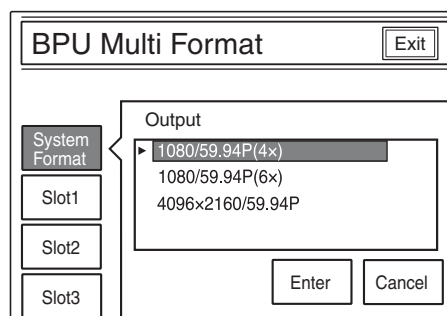 BPU Multi Format
Exit
System
Format
Slot1
Slot2
Slot3
Output
► 1080/59.94P(4×)
1080/59.94P(6×)
4096×2160/59.94P
Enter
Cancel